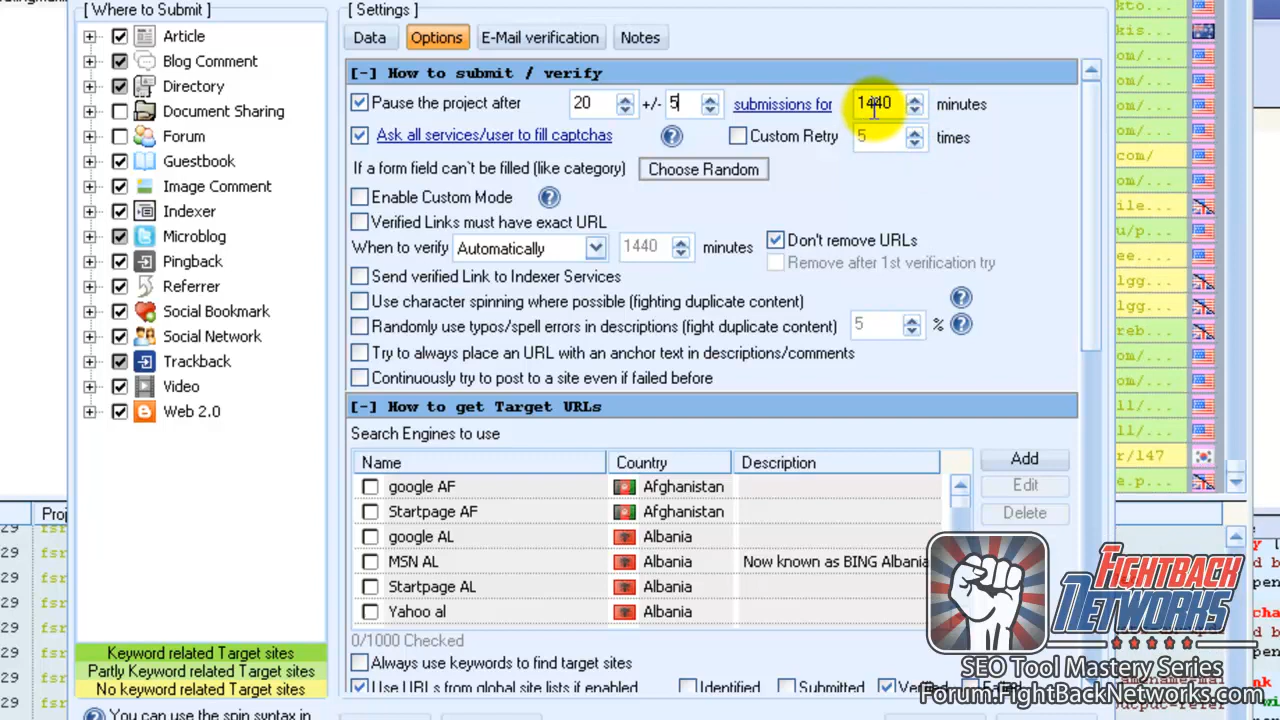 [ Where to Submit ]
Article
Blog Comment
Directory
Document Sharing
Forum
Guestbook
Image Comment
Indexer
Microblog
Pingback
Referrer
Social Bookmark
Social Network
Trackback
Video
Web 2.0
Keyword related Target sites
Partly Keyword related Target sites
No keyword related Target sites
You can use the spin syntax in
[ Settings ]
Data Options E-Mail verification Notes
[-] How to submit / verify
Pause the project after 20 +/- 5 submissions for 1440 minutes
Ask all services/user to fill captchas Custom Retry 5 times
If a form field can't be filled (like category) Choose Random
Enable Custom Mode
Verified Links must have exact URL
When to verify Automatically 1440 minutes Don't remove URLs
Remove after 1st verification try
Send verified Link to Indexer Services
Use character spinning where possible (fighting duplicate content)
Randomly use typos/spell errors in descriptions (fight duplicate content) 5
Try to always place an URL with an anchor text in descriptions/comments
Continuously try to post to a site even if failed before
[-] How to get Target URLs
Search Engines to use
Name Country Description
google AF Afghanistan
Startpage AF Afghanistan
google AL Albania
MSN AL Albania Now known as BING Albania
Startpage AL Albania
Yahoo al Albania
Add
Edit
Delete
0/1000 Checked
Always use keywords to find target sites
Use URLs from global site lists if enabled Identified Submitted
FIGHTBACK
NETWORKS
SEO Tool Mastery Series
Forum.FightBackNetworks.com